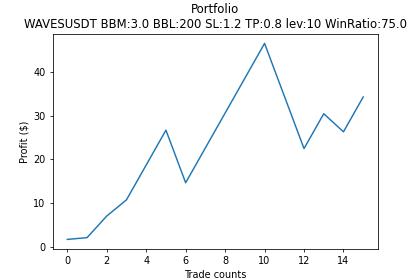 Portfolio
WAVESUSDT BBM:3.0 BBL:200 SL:1.2 TP:0.8 lev:10 WinRatio:75.0
Profit ($)
40
30
20
10
0
0 2 4 6 8 10 12 14
Trade counts